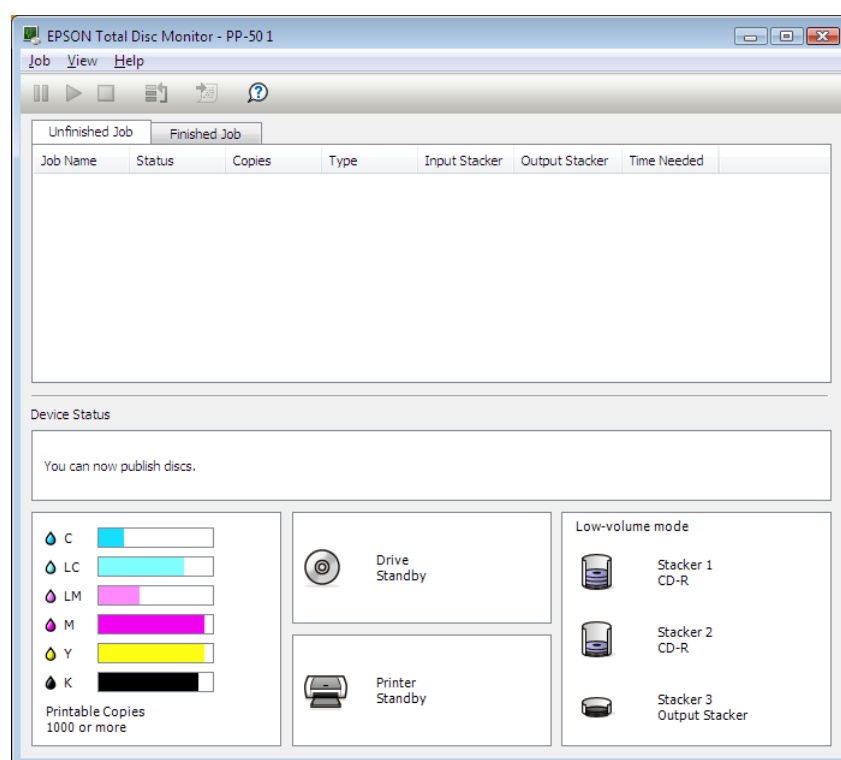 EPSON Total Disc Monitor - PP-50 1
Job View Help
Unfinished Job Finished Job
Job Name Status Copies Type Input Stacker Output Stacker Time Needed
Device Status
You can now publish discs.
C
LC
LM
M
Y
K
Printable Copies
1000 or more
Drive
Standby
Printer
Standby
Low-volume mode
Stacker 1
CD-R
Stacker 2
CD-R
Stacker 3
Output Stacker